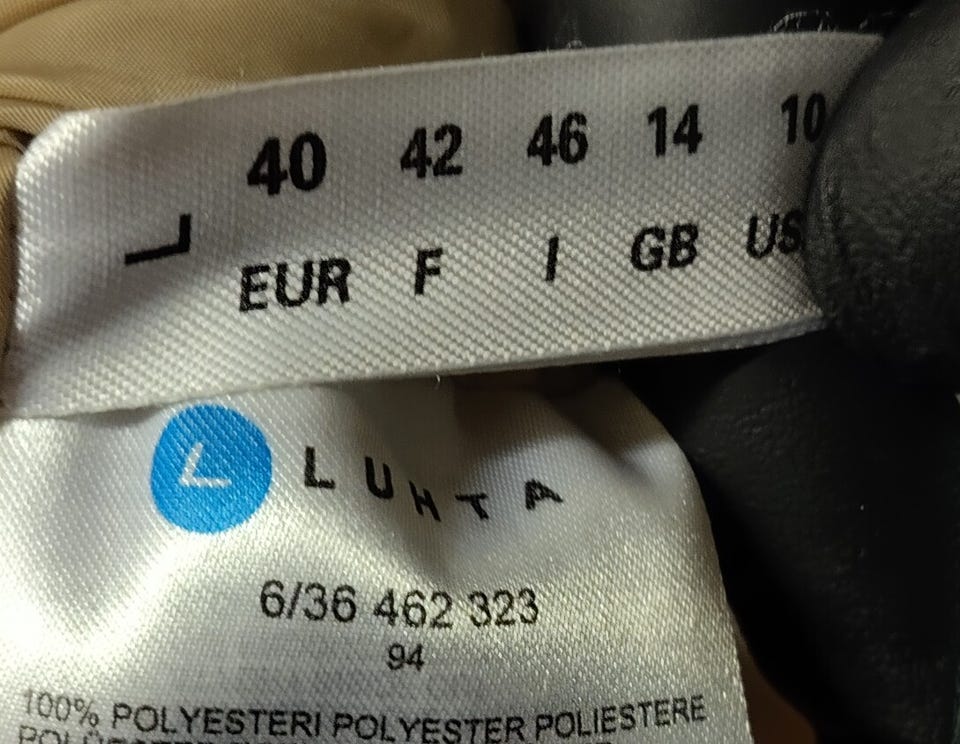 L
40 42 46 14 10
EUR F I GB US
L LUHTA
6/36 462 323
94
100% POLYESTERI POLYESTER POLIESTERE